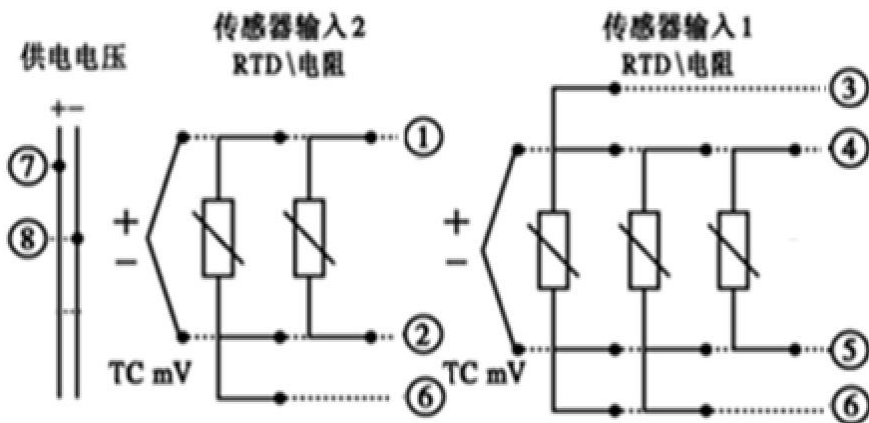 供电电压
+ −
⑦
⑧
传感器输入2
RTD\电阻
+
−
TC mV
①
②
⑥
传感器输入1
RTD\电阻
+
−
TC mV
③
④
⑤
⑥